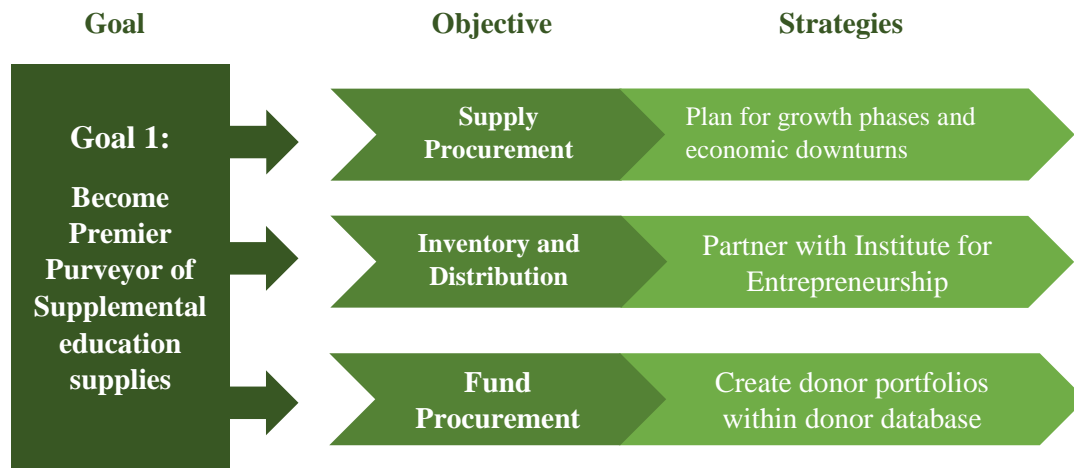 Goal
Objective
Strategies
Goal 1:
Become
Premier
Purveyor of
Supplemental
education
supplies
Supply
Procurement
Plan for growth phases and
economic downturns
Inventory and
Distribution
Partner with Institute for
Entrepreneurship
Fund
Procurement
Create donor portfolios
within donor database